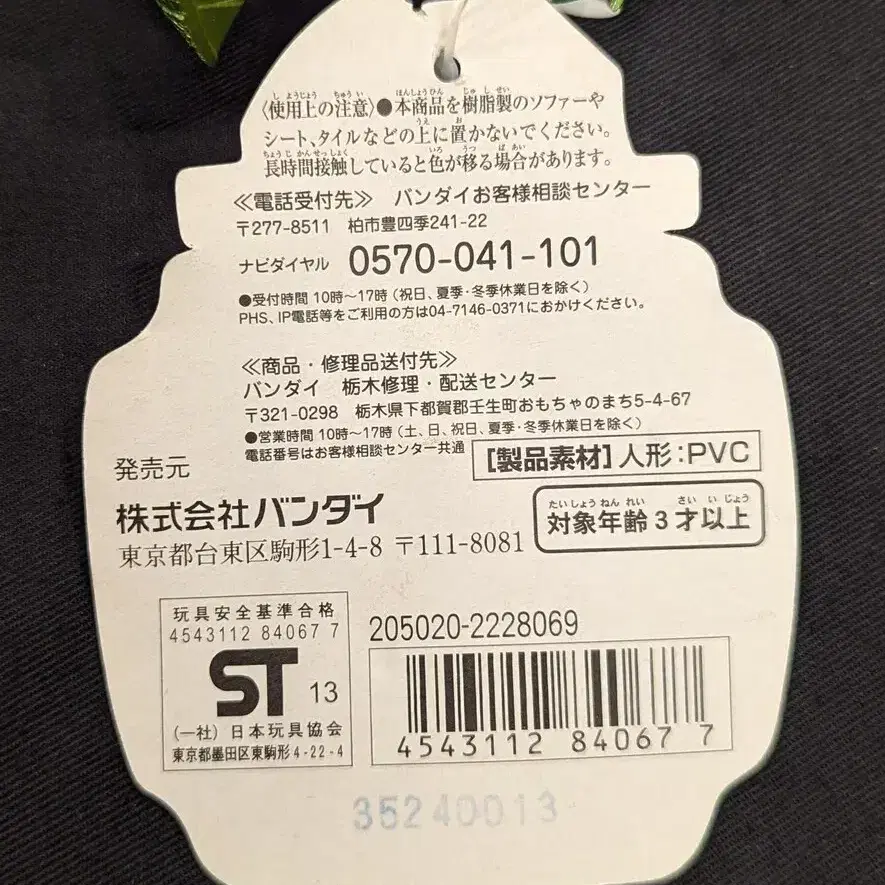 〈使用上の注意〉●本商品を樹脂製のソファーや
シート、タイルなどの上に置かないでください。
長時間接触していると色が移る場合があります。
≪電話受付先≫ バンダイお客様相談センター
〒277-8511 柏市豊四季241-22
ナビダイヤル 0570-041-101
●受付時間 10時～17時(祝日、夏季・冬季休業日を除く)
PHS、IP電話等をご利用の方は04-7146-0371におかけください。
≪商品・修理品送付先≫
バンダイ 栃木修理・配送センター
〒321-0298 栃木県下都賀郡壬生町おもちゃのまち5-4-67
●営業時間 10時～17時(土、日、祝日、夏季・冬季休業日を除く)
電話番号はお客様相談センター共通
[製品素材]人形:PVC
発売元
株式会社バンダイ
東京都台東区駒形1-4-8 〒111-8081
対象年齢3才以上
玩具安全基準合格
4543112 84067 7
ST 13
(一社)日本玩具協会
東京都墨田区東駒形4-22-4
205020-2228069
4543112 84067 7
35240013